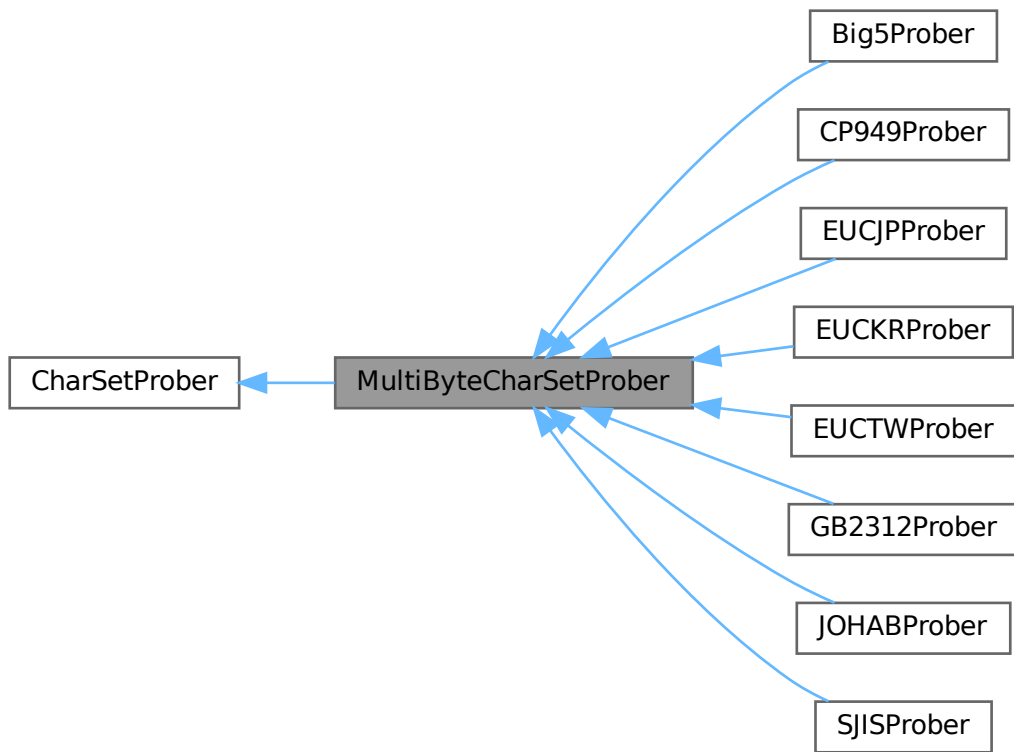 Big5Prober
CP949Prober
EUCJPProber
EUCKRProber
CharSetProber
MultiByteCharSetProber
EUCTWProber
GB2312Prober
JOHABProber
SJISProber